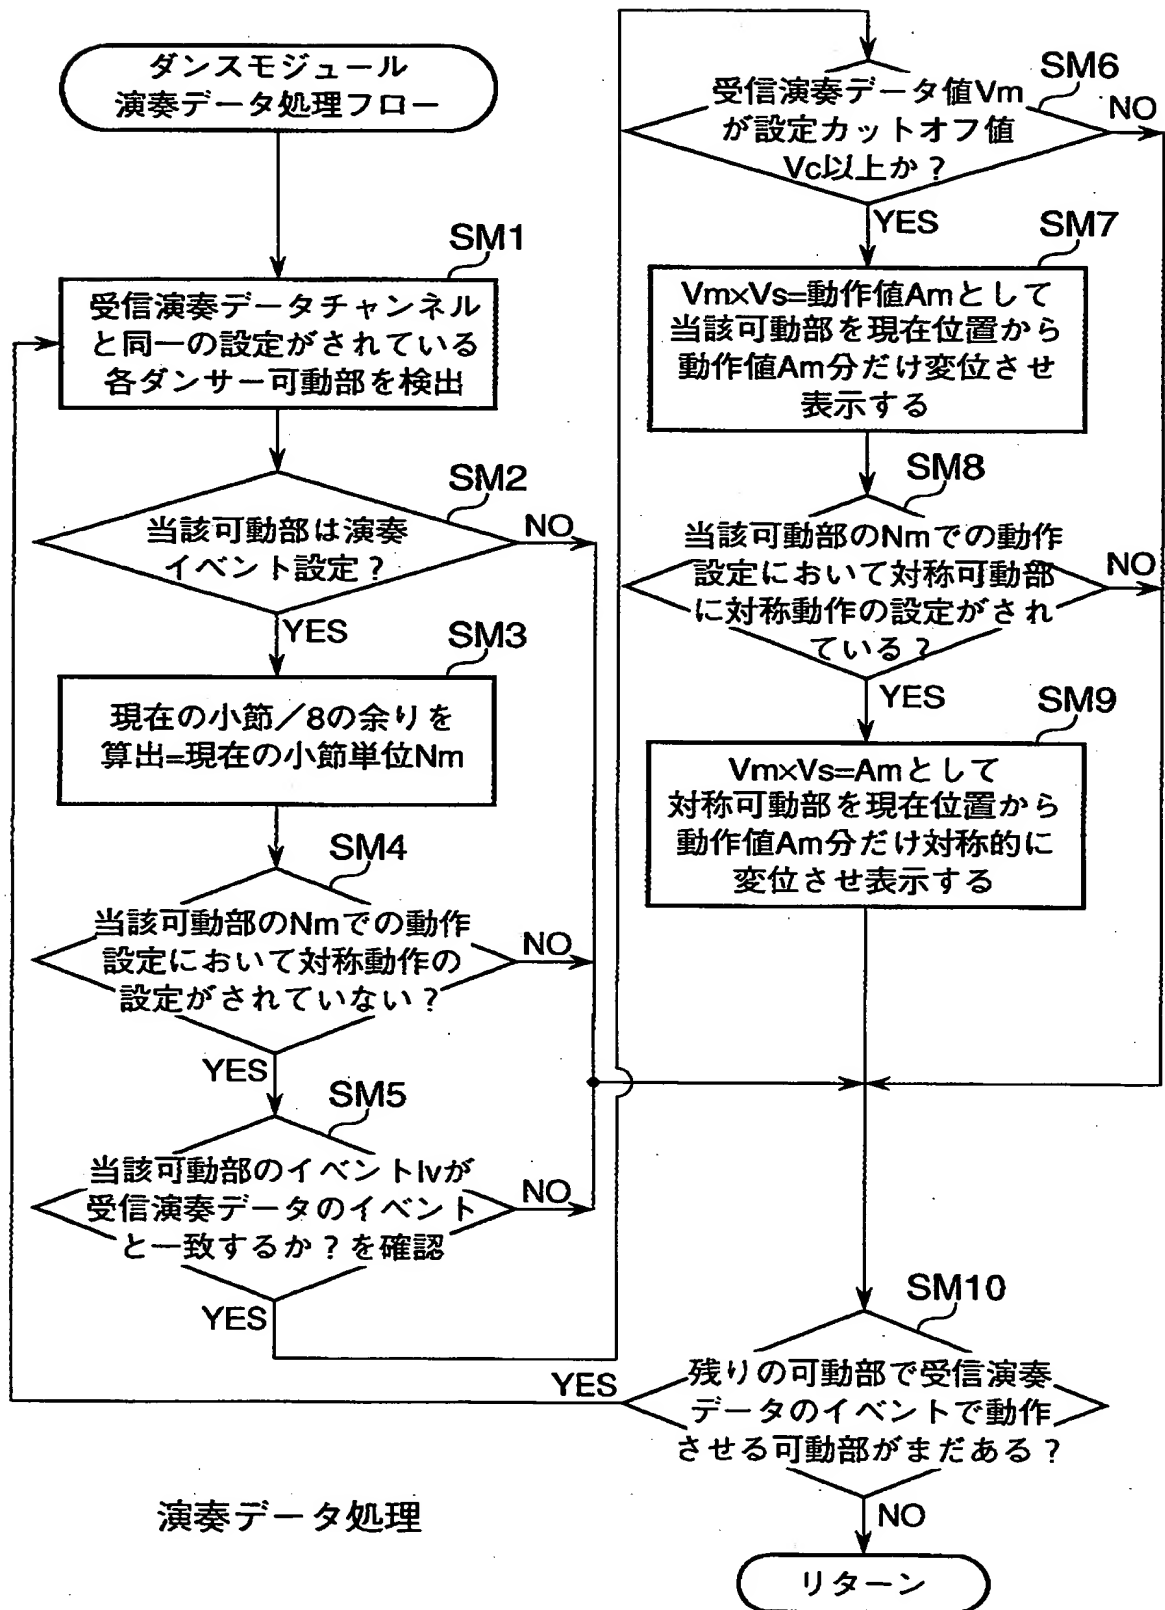 ダンスモジュール
演奏データ処理フロー
SM1
受信演奏データチャンネル
と同一の設定がされている
各ダンサー可動部を検出
SM2
当該可動部は演奏
イベント設定？
NO
YES
SM3
現在の小節／8の余りを
算出=現在の小節単位Nm
SM4
当該可動部のNmでの動作
設定において対称動作の
設定がされていない？
NO
YES
SM5
当該可動部のイベントIvが
受信演奏データのイベント
と一致するか？を確認
NO
YES
SM6
受信演奏データ値Vm
が設定カットオフ値
Vc以上か？
NO
YES
SM7
Vm×Vs=動作値Amとして
当該可動部を現在位置から
動作値Am分だけ変位させ
表示する
SM8
当該可動部のNmでの動作
設定において対称可動部
に対称動作の設定がされ
ている？
NO
YES
SM9
Vm×Vs=Amとして
対称可動部を現在位置から
動作値Am分だけ対称的に
変位させ表示する
SM10
残りの可動部で受信演奏
データのイベントで動作
させる可動部がまだある？
YES
NO
リターン
演奏データ処理